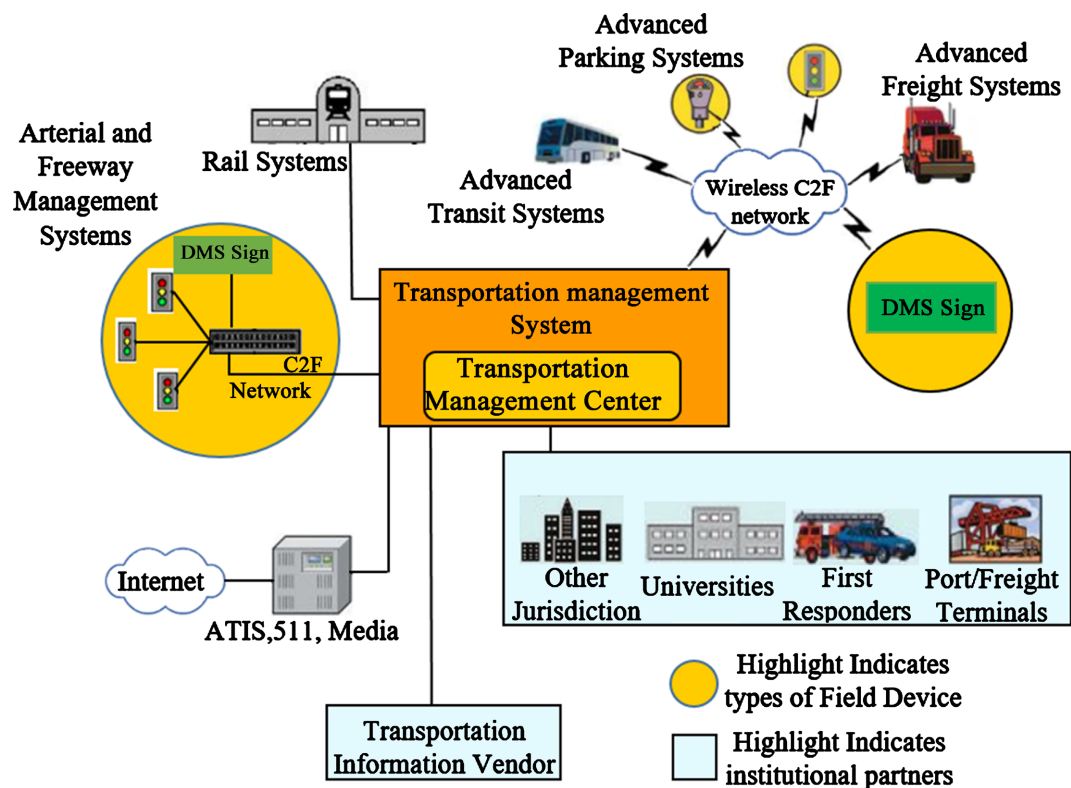 Advanced
Parking Systems
Advanced
Freight Systems
Arterial and
Freeway
Management
Systems
Rail Systems
Advanced
Transit Systems
Wireless C2F
network
DMS Sign
C2F
Network
Transportation management
System
Transportation
Management Center
DMS Sign
Internet
ATIS,511, Media
Other
Jurisdiction
Universities
First
Responders
Port/Freight
Terminals
Transportation
Information Vendor
Highlight Indicates
types of Field Device
Highlight Indicates
institutional partners